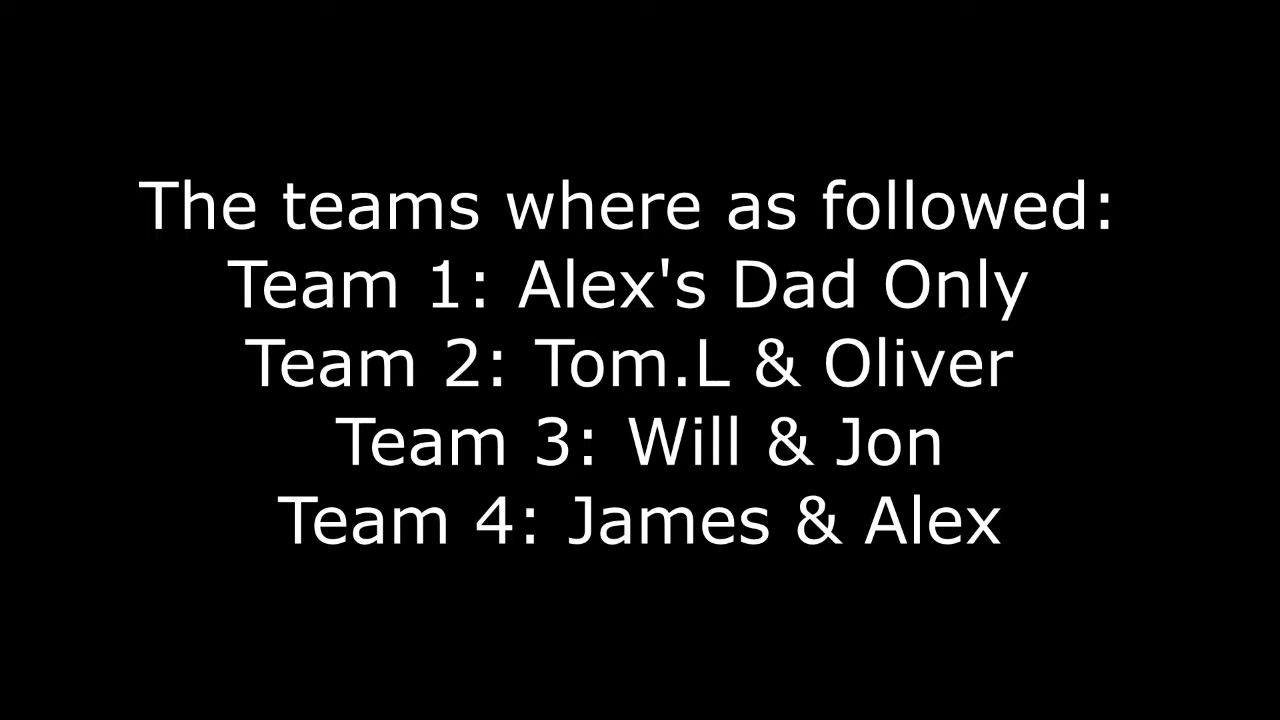 The teams where as followed:
Team 1: Alex's Dad Only
Team 2: Tom.L & Oliver
Team 3: Will & Jon
Team 4: James & Alex